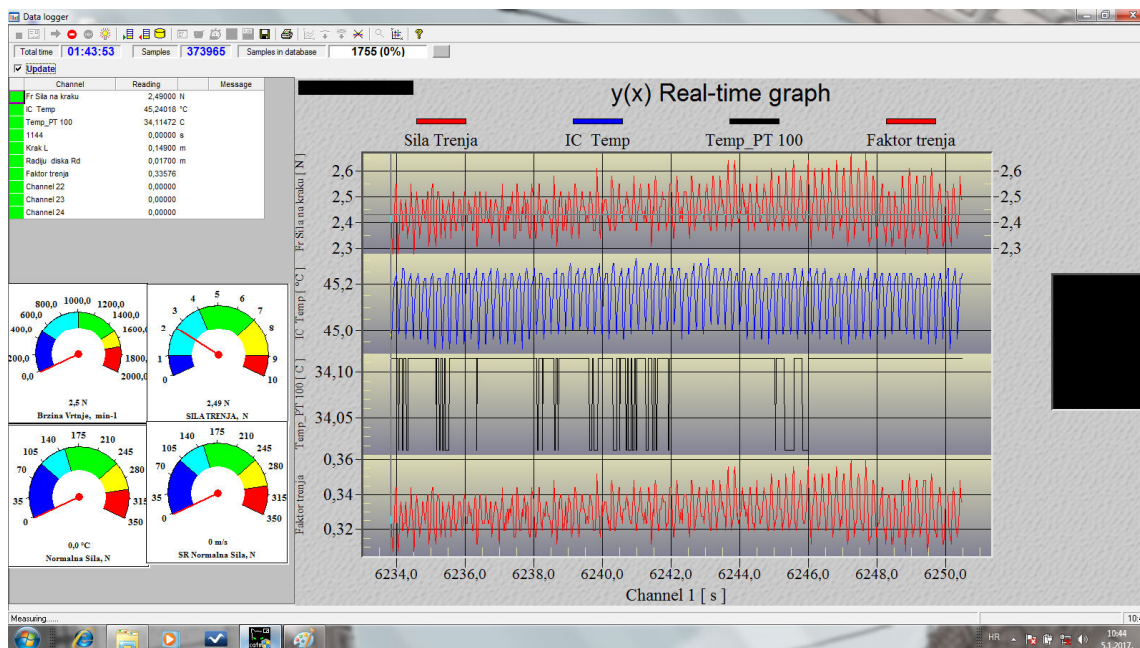 Data logger
Total time 01:43:53 Samples 373965 Samples in database 1755 (0%)
Update
Channel Reading Message
Fr Sila na kraku 2,49000 N
IC Temp 45,24018 °C
Temp_PT 100 34,11472 C
1144 0,00000 s
Krak L 0,14900 m
Radiju diska Rd 0,01700 m
Faktor trenja 0,33576
Channel 22 0,00000
Channel 23 0,00000
Channel 24 0,00000
y(x) Real-time graph
Sila Trenja IC Temp Temp_PT 100 Faktor trenja
Fr Sila na kraku [ N ]
2,6 2,6
2,5 2,5
2,4 2,4
2,3 2,3
IC Temp [ °C ]
45,2
45,0
Temp_PT 100 [ C ]
34,10
34,05
Faktor trenja
0,36
0,34
0,32
6234,0 6236,0 6238,0 6240,0 6242,0 6244,0 6246,0 6248,0 6250,0
Channel 1 [ s ]
0,0 200,0 400,0 600,0 800,0 1000,0 1200,0 1400,0 1600, 1800, 2000,0
2,5 N
Brzina Vrtnje, min-1
0 1 2 3 4 5 6 7 8 9 10
2,49 N
SILA TRENJA, N
0 35 70 105 140 175 210 245 280 315 350
0,0 °C
Normalna Sila, N
0 35 70 105 140 175 210 245 280 315 350
0 m/s
SR Normalna Sila, N
Measuring.....
10:4
HR
10:44
5.1.2017.